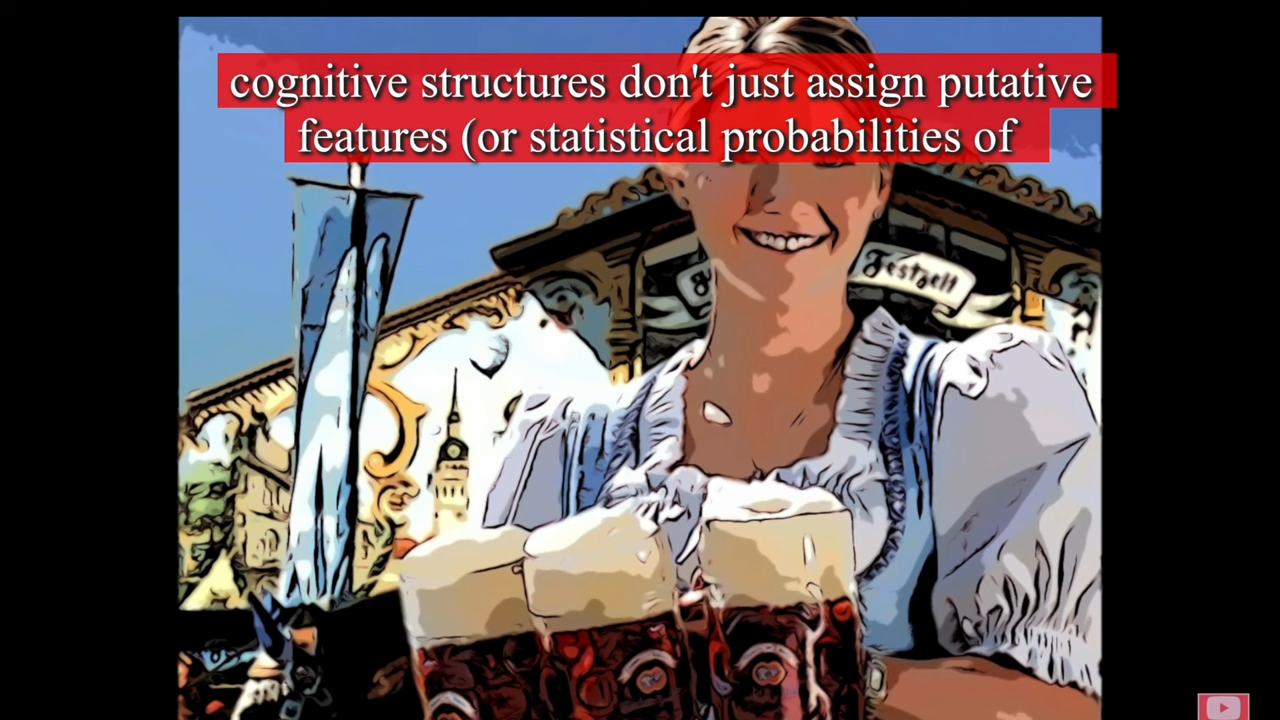 cognitive structures don't just assign putative
features (or statistical probabilities of
Festzelt